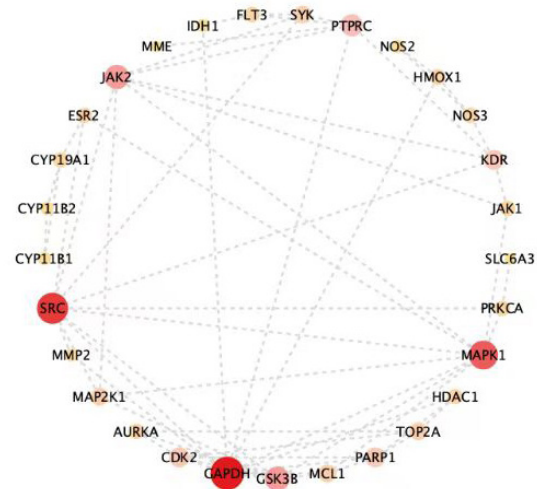 FLT3
SYK
IDH1
PTPRC
MME
NOS2
JAK2
HMOX1
ESR2
NOS3
CYP19A1
KDR
CYP11B2
JAK1
CYP11B1
SLC6A3
SRC
PRKCA
MMP2
MAPK1
MAP2K1
HDAC1
AURKA
TOP2A
CDK2
PARP1
GAPDH
GSK3B
MCL1